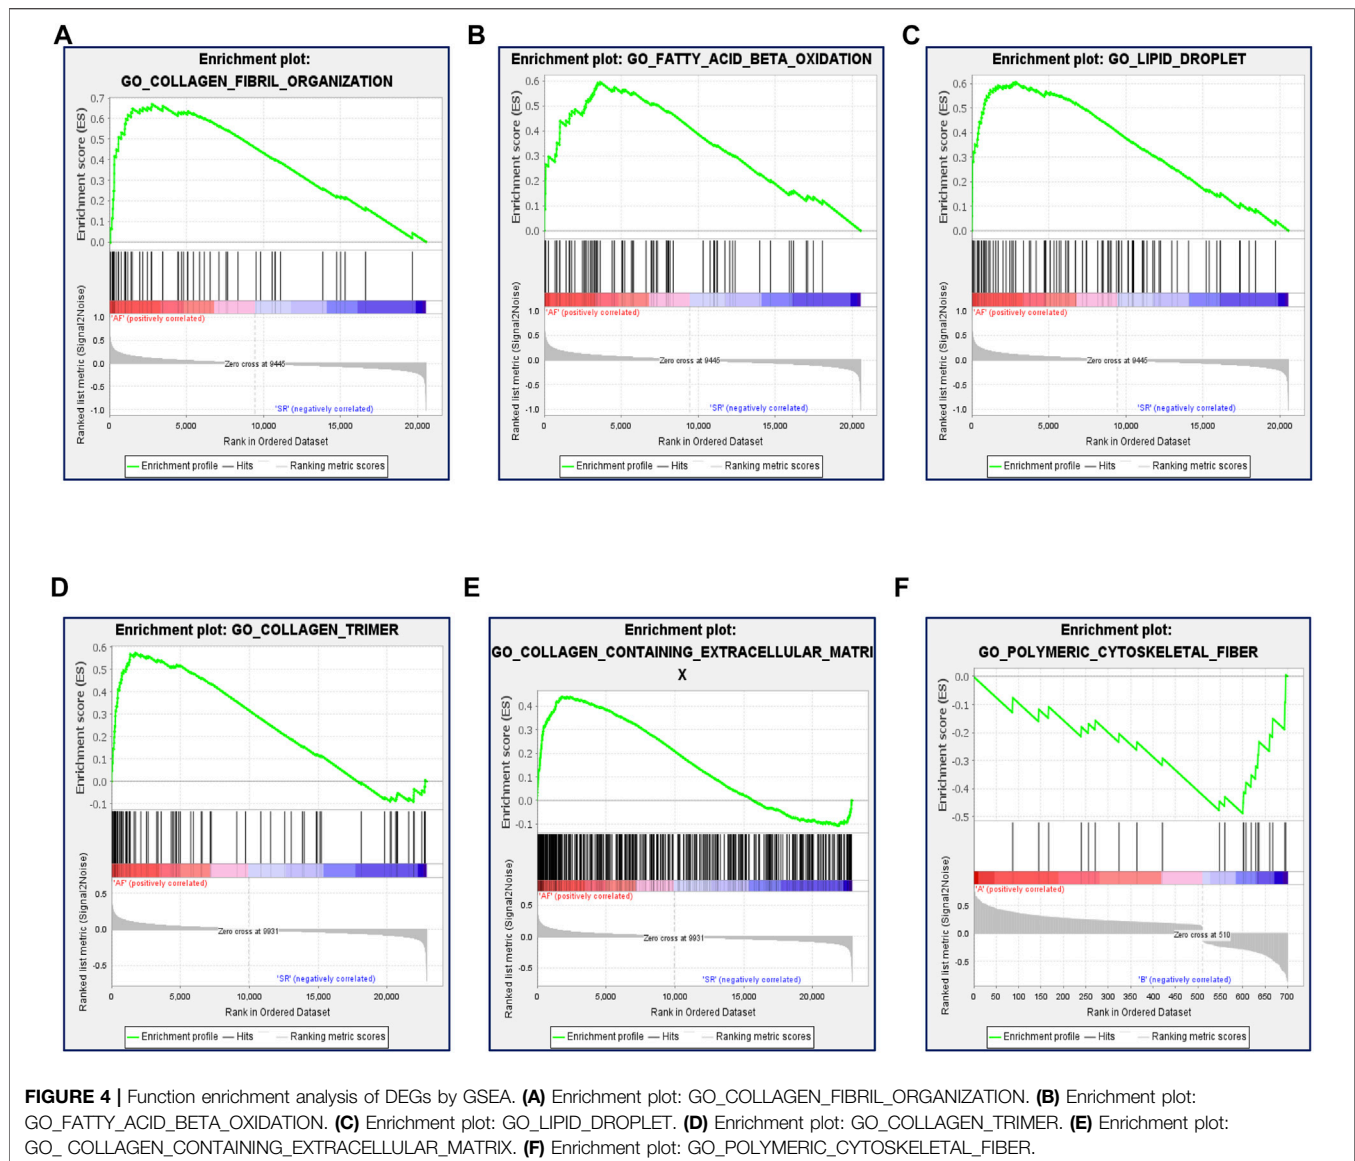 A
Enrichment plot:
GO_COLLAGEN_FIBRIL_ORGANIZATION
Enrichment score (ES)
0.7
0.6
0.5
0.4
0.3
0.2
0.1
0.0
'AF' (positively correlated)
Ranked list metric (Signal2Noise)
1.0
0.5
0.0
-0.5
-1.0
Zero cross at 9445
'SR' (negatively correlated)
0 5,000 10,000 15,000 20,000
Rank in Ordered Dataset
Enrichment profile Hits Ranking metric scores
B
Enrichment plot: GO_FATTY_ACID_BETA_OXIDATION
Enrichment score (ES)
0.6
0.5
0.4
0.3
0.2
0.1
0.0
'AF' (positively correlated)
Ranked list metric (Signal2Noise)
1.0
0.5
0.0
-0.5
-1.0
Zero cross at 9445
'SR' (negatively correlated)
0 5,000 10,000 15,000 20,000
Rank in Ordered Dataset
Enrichment profile Hits Ranking metric scores
C
Enrichment plot: GO_LIPID_DROPLET
Enrichment score (ES)
0.6
0.5
0.4
0.3
0.2
0.1
0.0
'AF' (positively correlated)
Ranked list metric (Signal2Noise)
1.0
0.5
0.0
-0.5
-1.0
Zero cross at 9445
'SR' (negatively correlated)
0 5,000 10,000 15,000 20,000
Rank in Ordered Dataset
Enrichment profile Hits Ranking metric scores
D
Enrichment plot: GO_COLLAGEN_TRIMER
Enrichment score (ES)
0.6
0.5
0.4
0.3
0.2
0.1
0.0
-0.1
'AF' (positively correlated)
Ranked list metric (Signal2Noise)
0.5
0.0
-0.5
Zero cross at 9931
'SR' (negatively correlated)
0 5,000 10,000 15,000 20,000
Rank in Ordered Dataset
Enrichment profile Hits Ranking metric scores
E
Enrichment plot:
GO_COLLAGEN_CONTAINING_EXTRACELLULAR_MATRI
X
Enrichment score (ES)
0.4
0.3
0.2
0.1
0.0
-0.1
'AF' (positively correlated)
Ranked list metric (Signal2Noise)
0.5
0.0
-0.5
Zero cross at 9931
'SR' (negatively correlated)
0 5,000 10,000 15,000 20,000
Rank in Ordered Dataset
Enrichment profile Hits Ranking metric scores
F
Enrichment plot:
GO_POLYMERIC_CYTOSKELETAL_FIBER
Enrichment score (ES)
0.0
-0.1
-0.2
-0.3
-0.4
-0.5
'A' (positively correlated)
Ranked list metric (Signal2Noise)
0.5
0.0
-0.5
Zero cross at 510
'B' (negatively correlated)
0 50 100 150 200 250 300 350 400 450 500 550 600 650 700
Rank in Ordered Dataset
Enrichment profile Hits Ranking metric scores
FIGURE 4 | Function enrichment analysis of DEGs by GSEA. (A) Enrichment plot: GO_COLLAGEN_FIBRIL_ORGANIZATION. (B) Enrichment plot:
GO_FATTY_ACID_BETA_OXIDATION. (C) Enrichment plot: GO_LIPID_DROPLET. (D) Enrichment plot: GO_COLLAGEN_TRIMER. (E) Enrichment plot:
GO_ COLLAGEN_CONTAINING_EXTRACELLULAR_MATRIX. (F) Enrichment plot: GO_POLYMERIC_CYTOSKELETAL_FIBER.